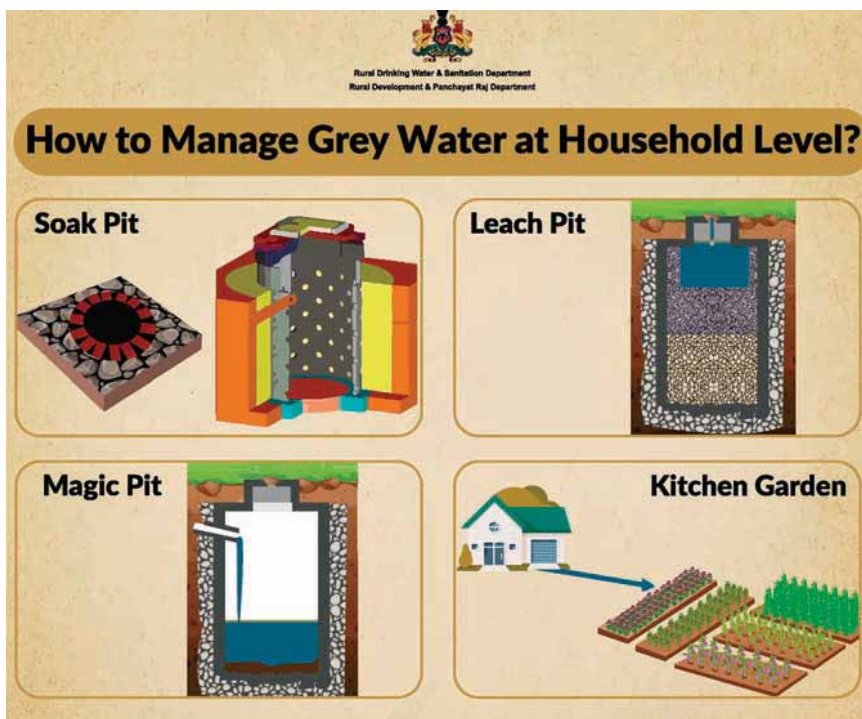 Rural Drinking Water & Sanitation Department
Rural Development & Panchayat Raj Department
How to Manage Grey Water at Household Level?
Soak Pit
Leach Pit
Magic Pit
Kitchen Garden